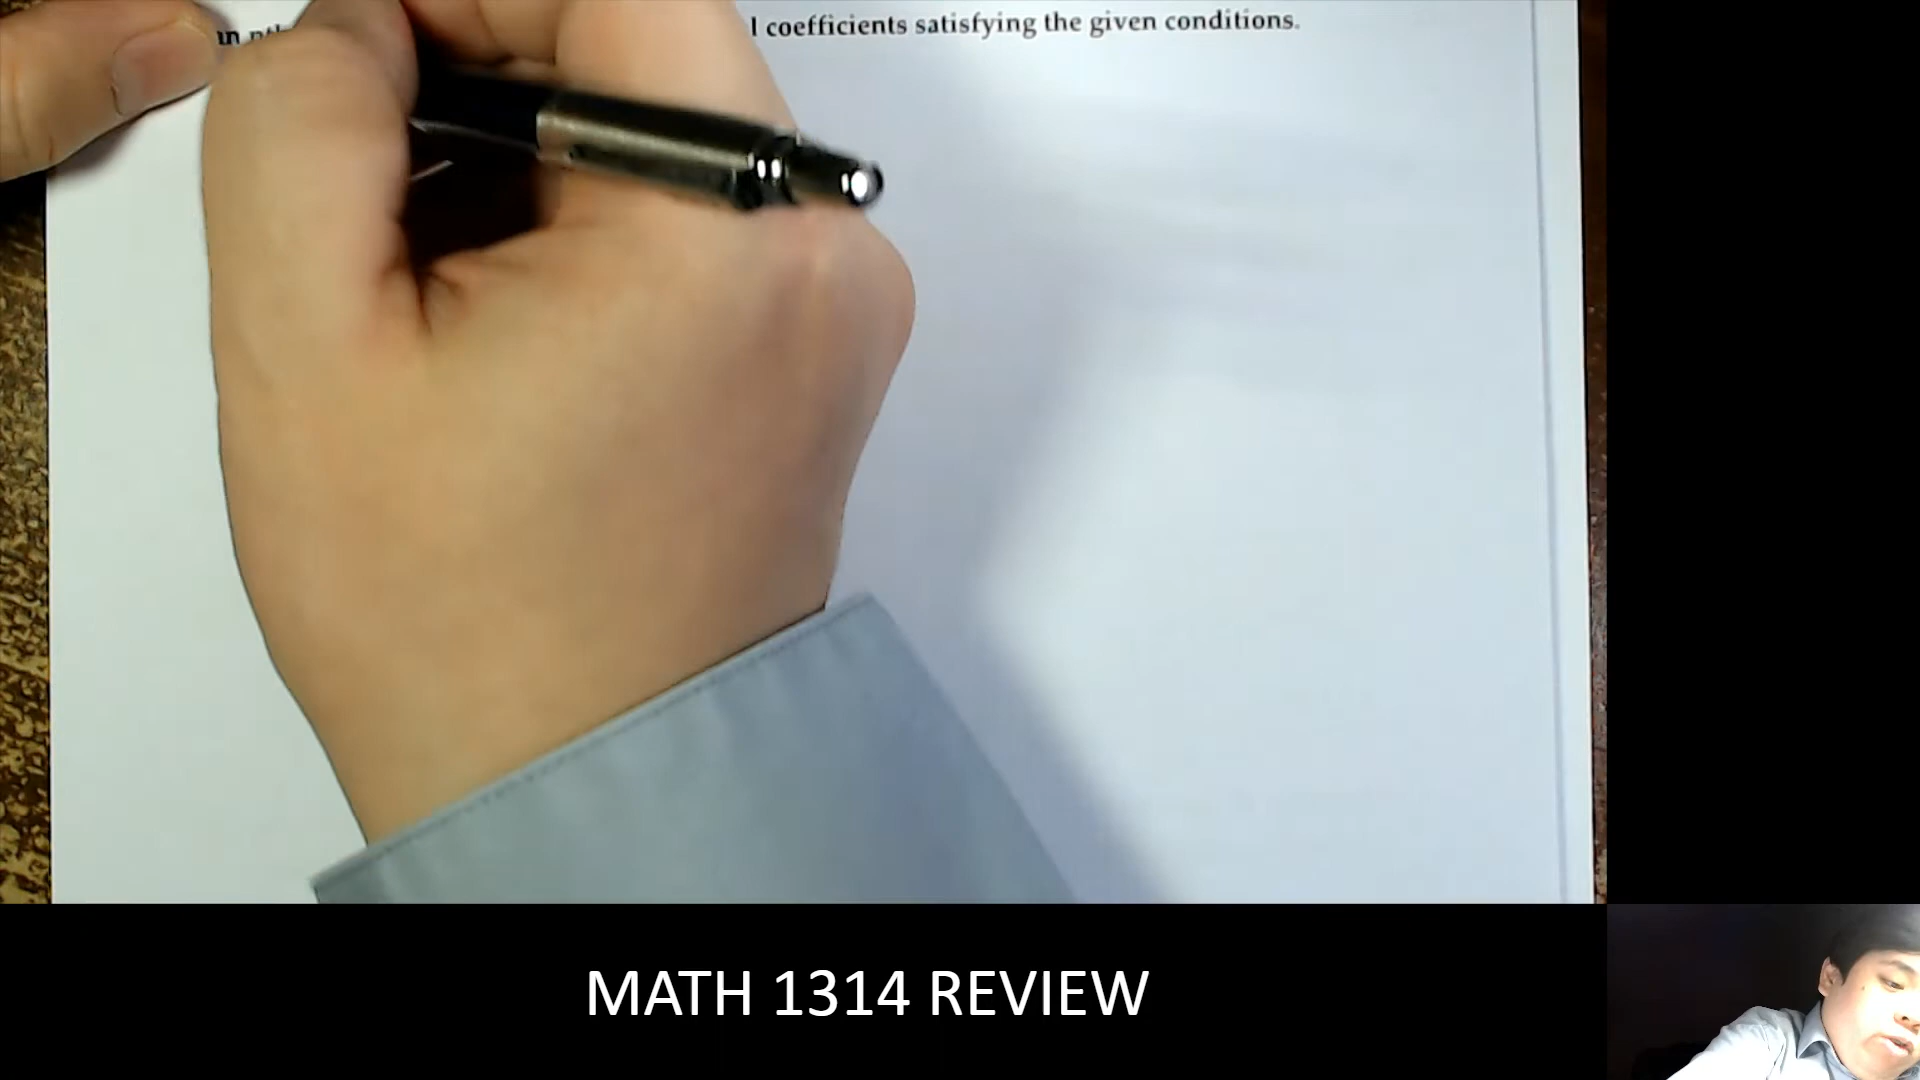 coefficients satisfying the given conditions.
MATH 1314 REVIEW